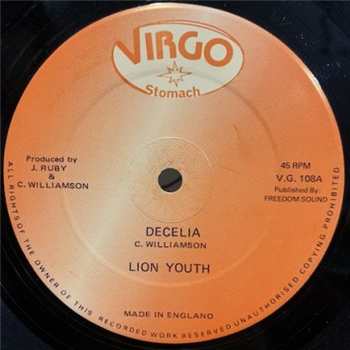 VIRGO
Stomach
Produced by
J. RUBY
&
C. WILLIAMSON
45 RPM
V.G. 108A
Published By:
FREEDOM SOUND
DECELIA
C. WILLIAMSON
LION YOUTH
MADE IN ENGLAND
ALL RIGHTS OF THE OWNER OF THIS RECORDED WORK RESERVED UNAUTHORISED COPYING PROHIBITED